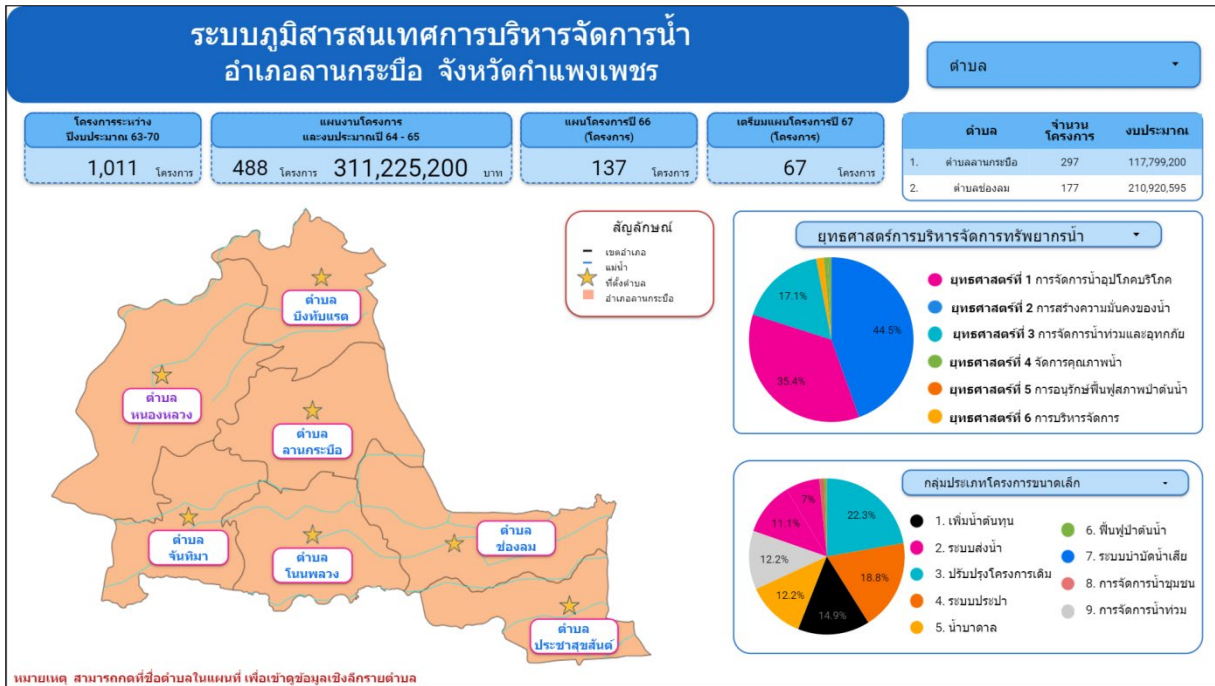 ระบบภูมิสารสนเทศการบริหารจัดการน้ำ
อำเภอลานกระบือ จังหวัดกำแพงเพชร
ตำบล
โครงการระหว่าง
ปีงบประมาณ 63-70
1,011 โครงการ
แผนงานโครงการ
และงบประมาณปี 64 - 65
488 โครงการ 311,225,200 บาท
แผนโครงการปี 66
(โครงการ)
137 โครงการ
เตรียมแผนโครงการปี 67
(โครงการ)
67 โครงการ
ตำบล จำนวนโครงการ งบประมาณ
1. ตำบลลานกระบือ 297 117,799,200
2. ตำบลช่องลม 177 210,920,595
สัญลักษณ์
เขตอำเภอ
แม่น้ำ
ที่ตั้งตำบล
อำเภอลานกระบือ
ตำบล
บึงทับแรต
ตำบล
หนองหลวง
ตำบล
ลานกระบือ
ตำบล
จันทิมา
ตำบล
โนนพลวง
ตำบล
ช่องลม
ตำบล
ประชาสุขสันต์
ยุทธศาสตร์การบริหารจัดการทรัพยากรน้ำ
17.1%
44.5%
35.4%
ยุทธศาสตร์ที่ 1 การจัดการน้ำอุปโภคบริโภค
ยุทธศาสตร์ที่ 2 การสร้างความมั่นคงของน้ำ
ยุทธศาสตร์ที่ 3 การจัดการน้ำท่วมและอุทกภัย
ยุทธศาสตร์ที่ 4 จัดการคุณภาพน้ำ
ยุทธศาสตร์ที่ 5 การอนุรักษ์ฟื้นฟูสภาพป่าต้นน้ำ
ยุทธศาสตร์ที่ 6 การบริหารจัดการ
กลุ่มประเภทโครงการขนาดเล็ก
7%
11.1%
22.3%
12.2%
18.8%
12.2%
14.9%
1. เพิ่มน้ำต้นทุน
2. ระบบส่งน้ำ
3. ปรับปรุงโครงการเดิม
4. ระบบประปา
5. น้ำบาดาล
6. ฟื้นฟูป่าต้นน้ำ
7. ระบบบำบัดน้ำเสีย
8. การจัดการน้ำชุมชน
9. การจัดการน้ำท่วม
หมายเหตุ สามารถกดที่ชื่อตำบลในแผนที่ เพื่อเข้าดูข้อมูลเชิงลึกรายตำบล